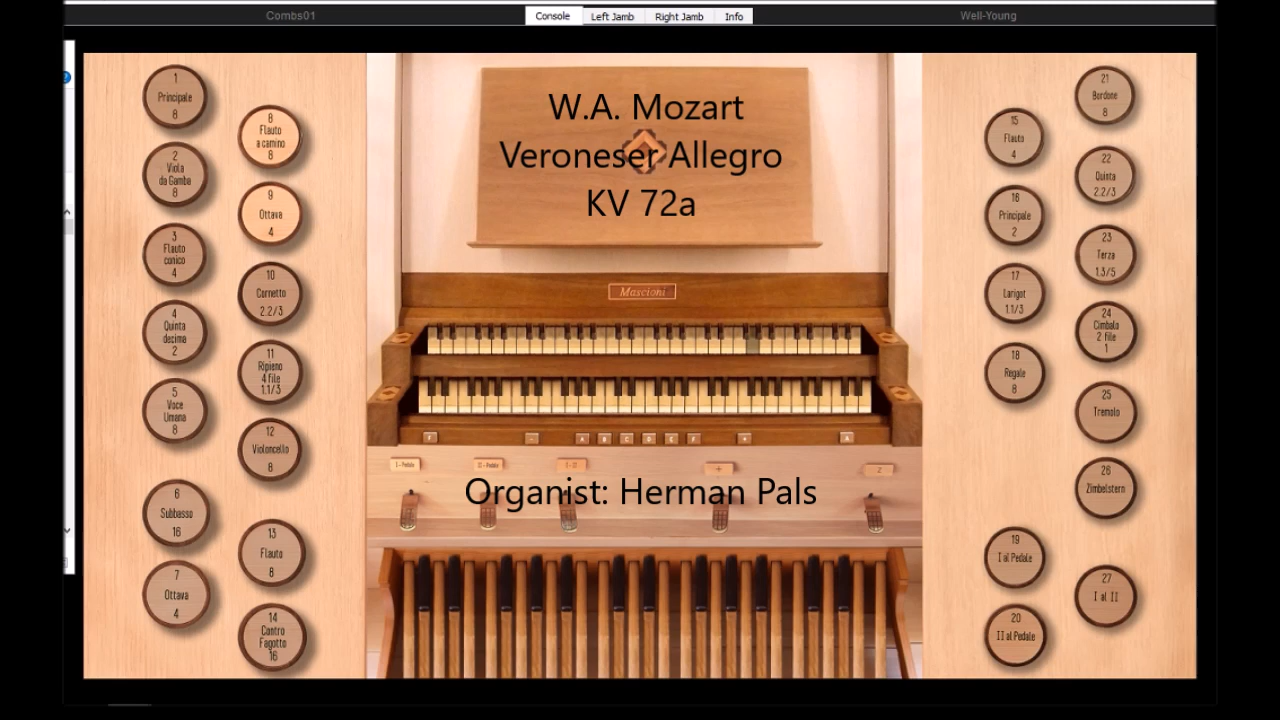 Combs01
Console
Left Jamb
Right Jamb
Info
Well-Young
W.A. Mozart
Veroneser Allegro
KV 72a
Mascioni
Organist: Herman Pals
1
Principale
8
2
Viola
da Gamba
8
3
Flauto
conico
4
4
Quinta
decima
2
5
Voce
Umana
8
6
Subbasso
16
7
Ottava
4
8
Flauto
a camino
8
9
Ottava
4
10
Cornetto
2.2/3
11
Ripieno
4 file
1.1/3
12
Violoncello
8
13
Flauto
8
14
Contro
Fagotto
16
F
-
A
B
C
D
E
F
+
A
I - Pedale
II - Pedale
I - II
+
Z
15
Flauto
4
16
Principale
2
17
Larigot
1.1/3
18
Regale
8
19
I al Pedale
20
II al Pedale
21
Bordone
8
22
Quinta
2.2/3
23
Terza
1.3/5
24
Cimbalo
2 file
1
25
Tremolo
26
Zimbelstern
27
I al II